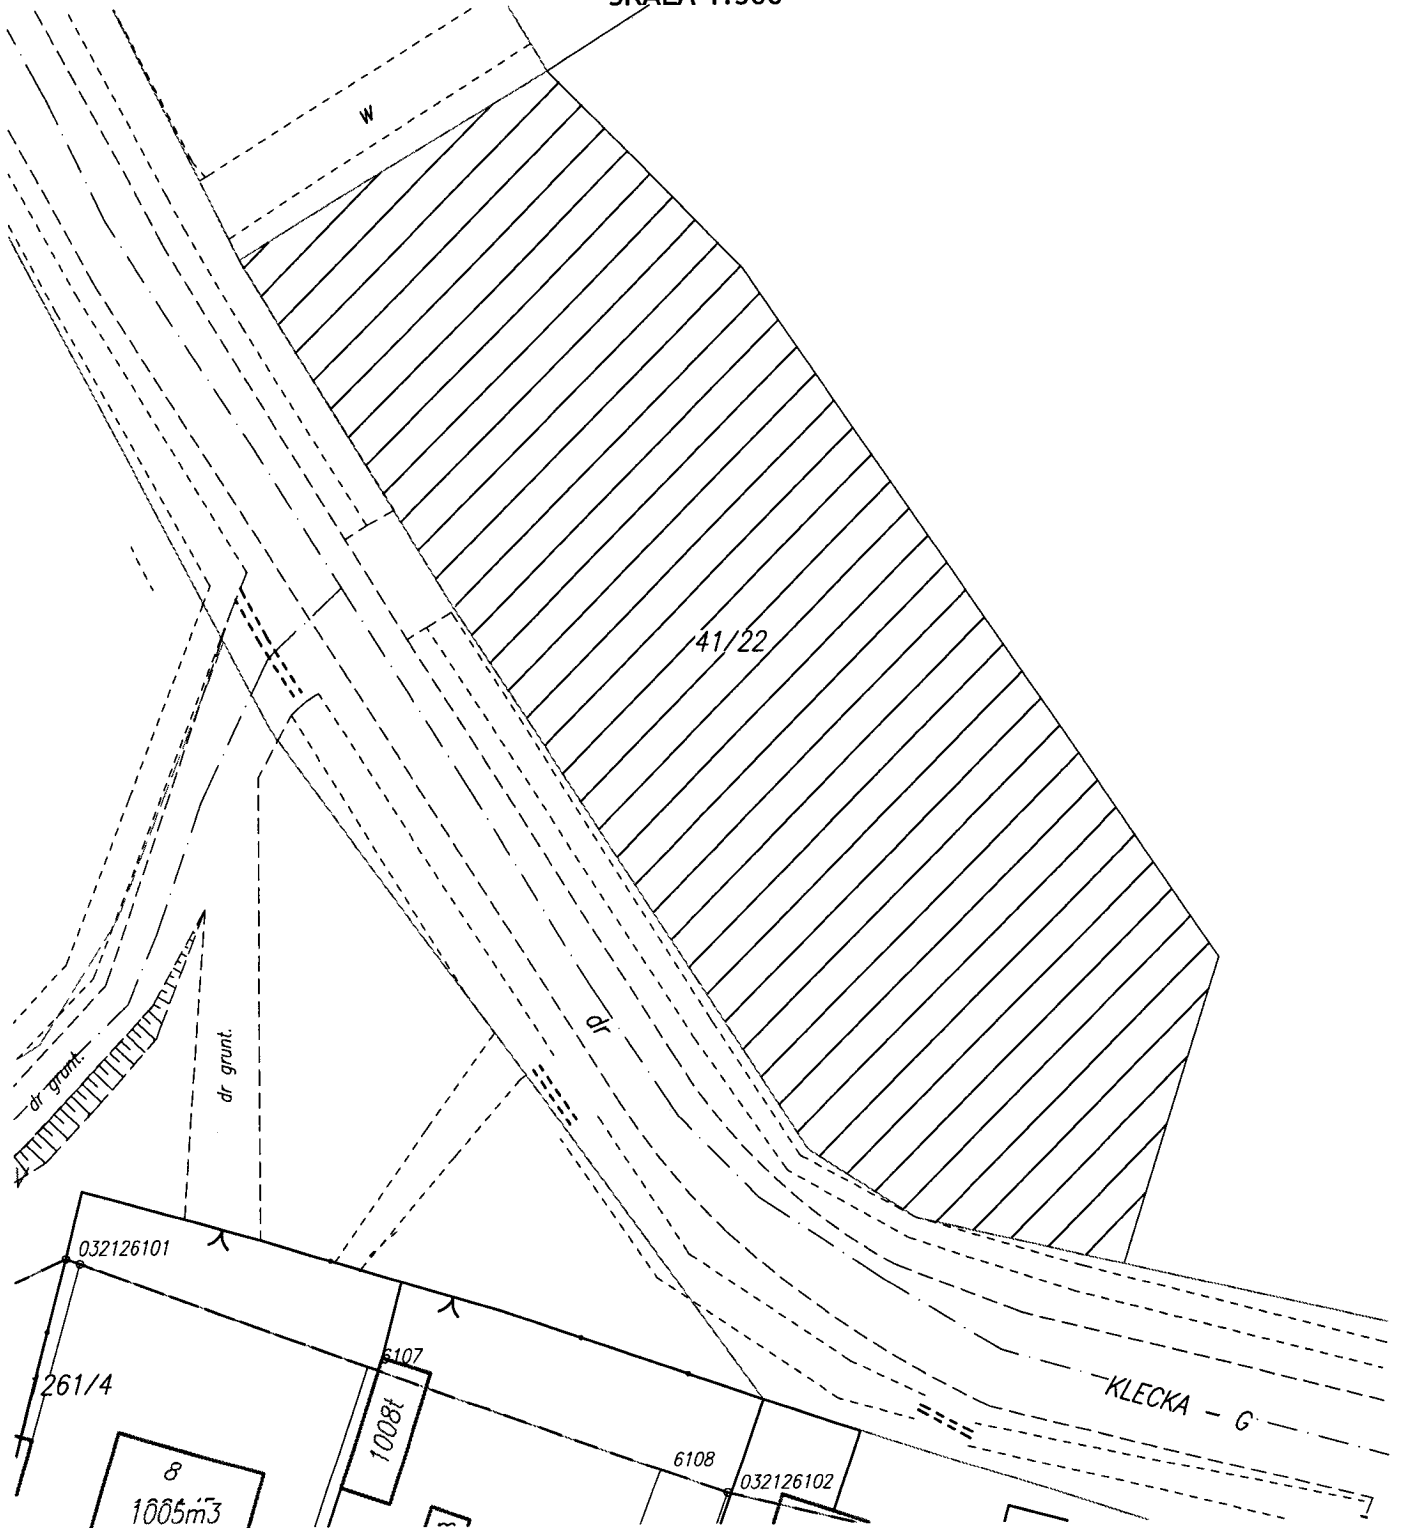 SKALA 1:500
w
41/22
dr
dr grunt.
dr grunt.
032126101
6107
261/4
1008t
KLECKA - G
8
6108
032126102
1005m3
m